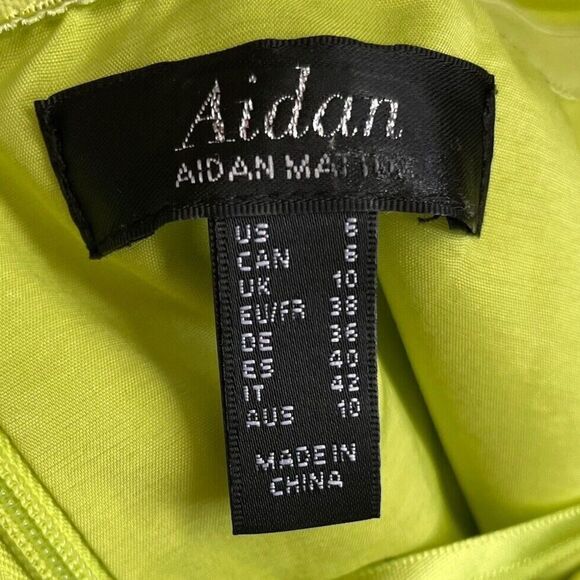 Aidan
AIDAN MATTOX
US 6
CAN 6
UK 10
EU/FR 38
DE 36
ES 40
IT 42
AUS 10
MADE IN
CHINA